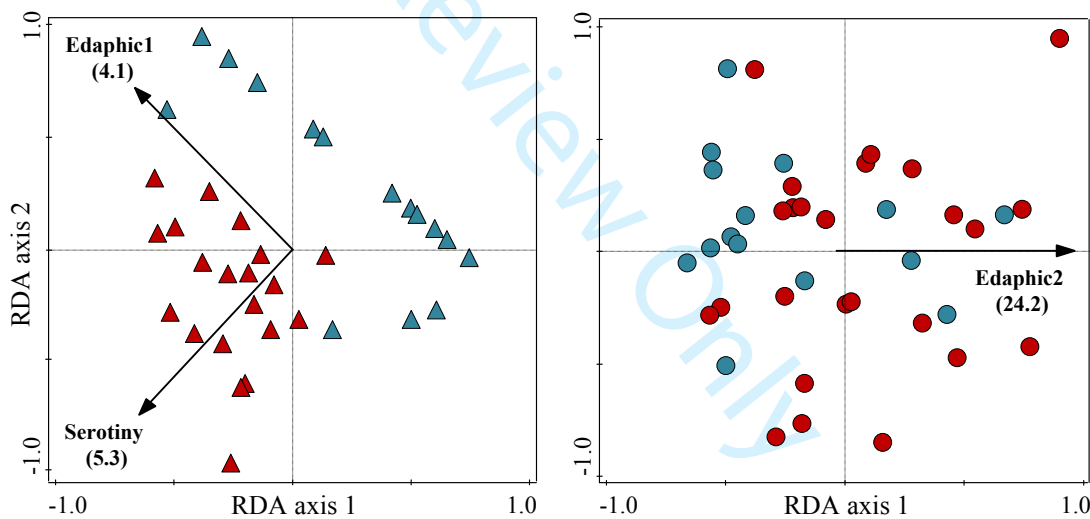 1.0
Edaphic1
(4.1)
RDA axis 2
Serotiny
(5.3)
-1.0
-1.0
RDA axis 1
1.0
1.0
Edaphic2
(24.2)
-1.0
-1.0
RDA axis 1
1.0
eview Only